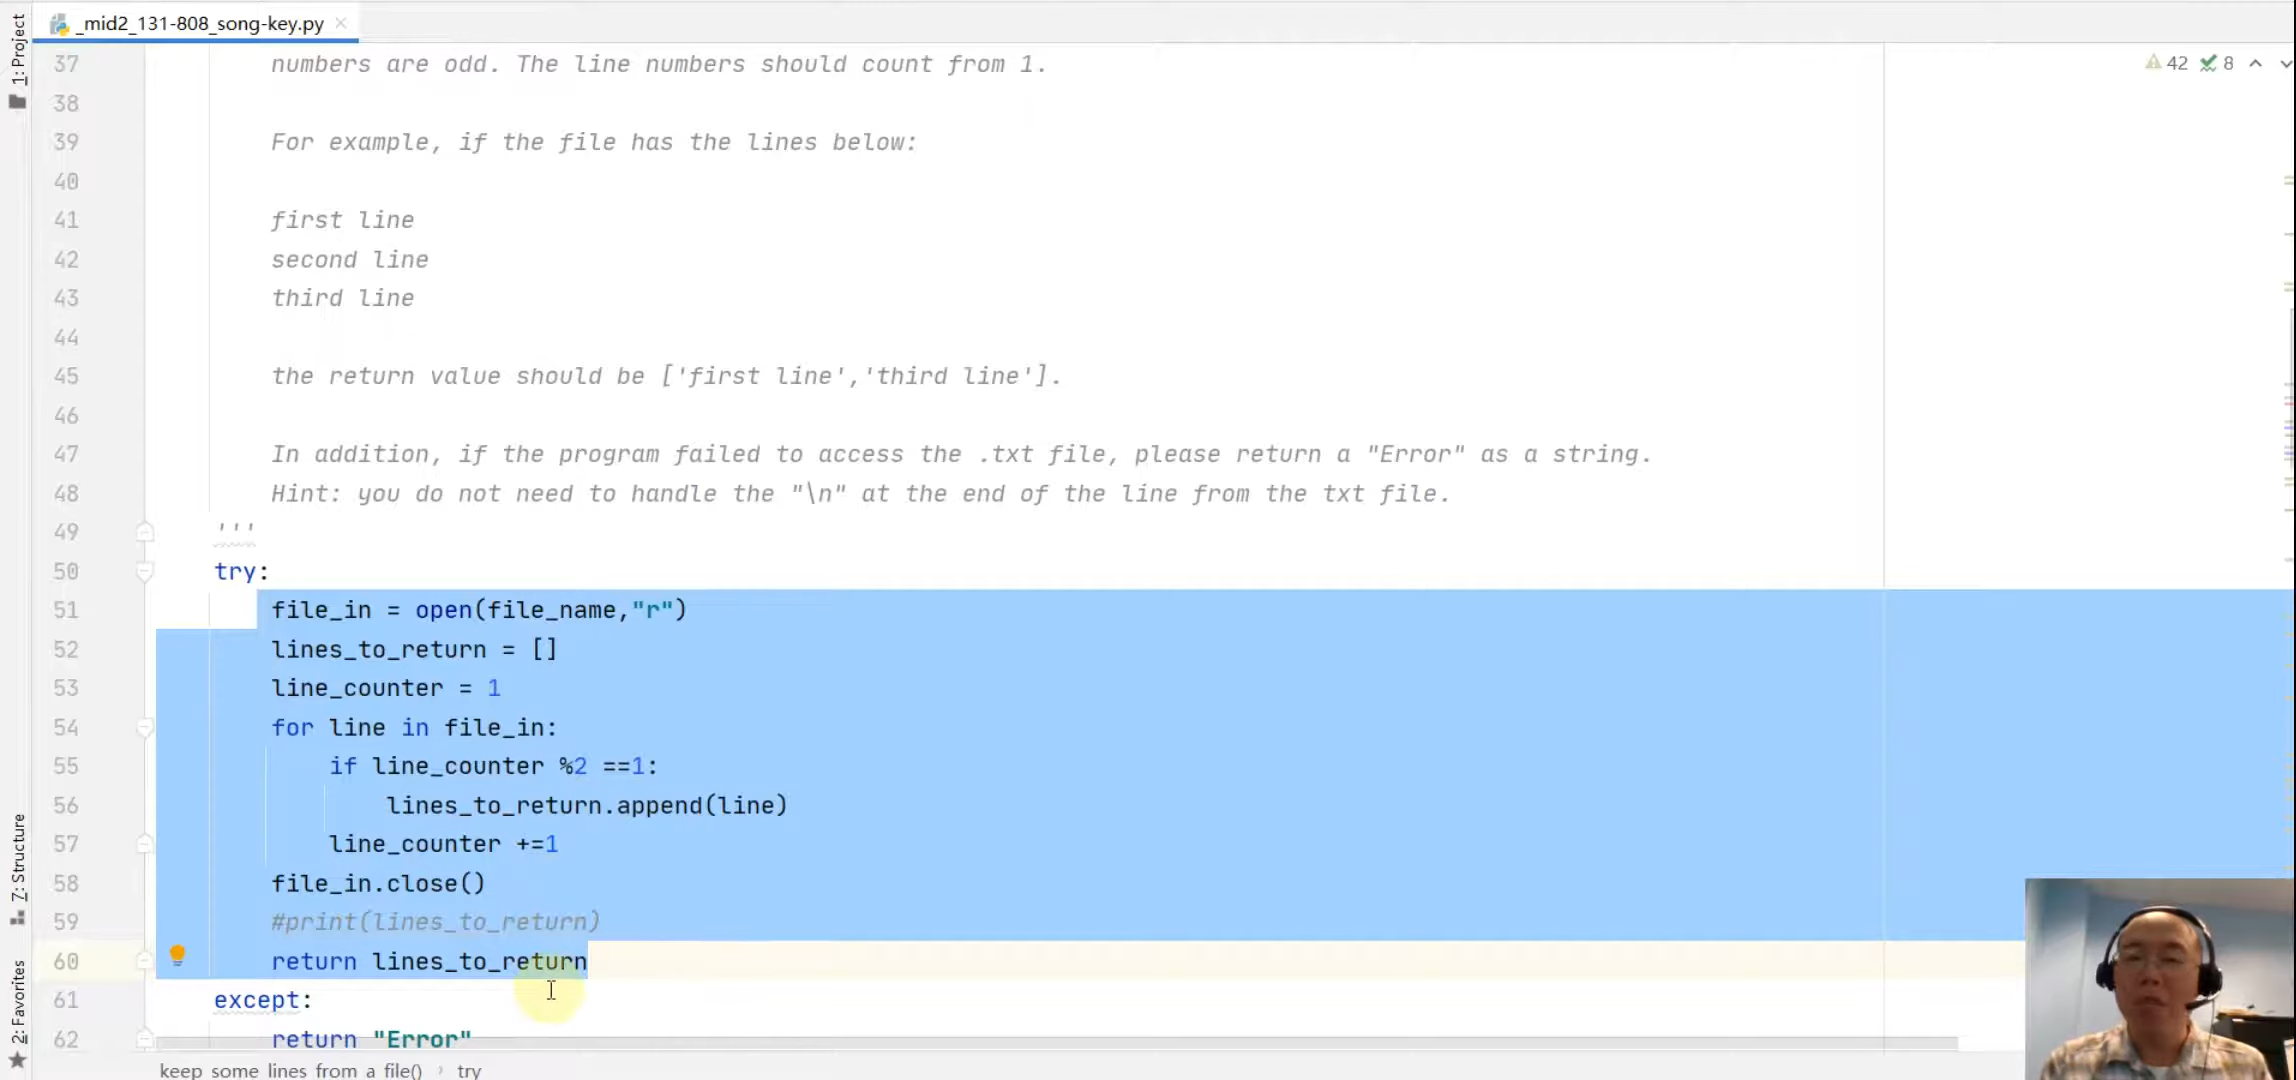 _mid2_131-808_song-key.py
1: Project
7: Structure
2: Favorites
42 8
37 numbers are odd. The line numbers should count from 1.
38
39 For example, if the file has the lines below:
40
41 first line
42 second line
43 third line
44
45 the return value should be ['first line','third line'].
46
47 In addition, if the program failed to access the .txt file, please return a "Error" as a string.
48 Hint: you do not need to handle the "\n" at the end of the line from the txt file.
49 '''
50 try:
51 file_in = open(file_name,"r")
52 lines_to_return = []
53 line_counter = 1
54 for line in file_in:
55 if line_counter %2 ==1:
56 lines_to_return.append(line)
57 line_counter +=1
58 file_in.close()
59 #print(lines_to_return)
60 return lines_to_return
61 except:
62 return "Error"
keep_some_lines_from_a_file() › try